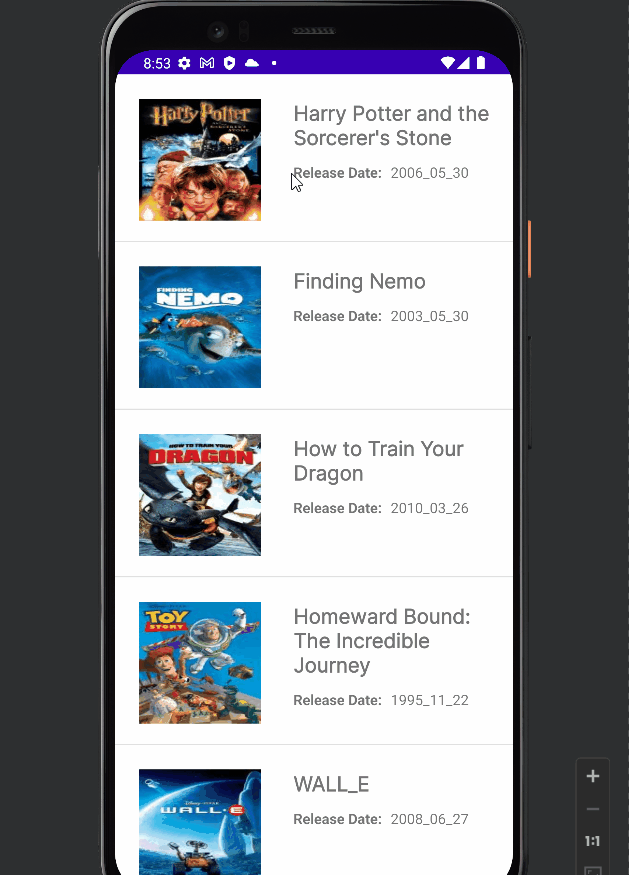 8:53
Harry Potter
Harry Potter and the
Sorcerer's Stone
Release Date: 2006_05_30
FINDING
NEMO
Finding Nemo
Release Date: 2003_05_30
HOW TO TRAIN YOUR
DRAGON
How to Train Your
Dragon
Release Date: 2010_03_26
TOY
STORY
Homeward Bound:
The Incredible
Journey
Release Date: 1995_11_22
WALL·E
WALL_E
Release Date: 2008_06_27
1:1